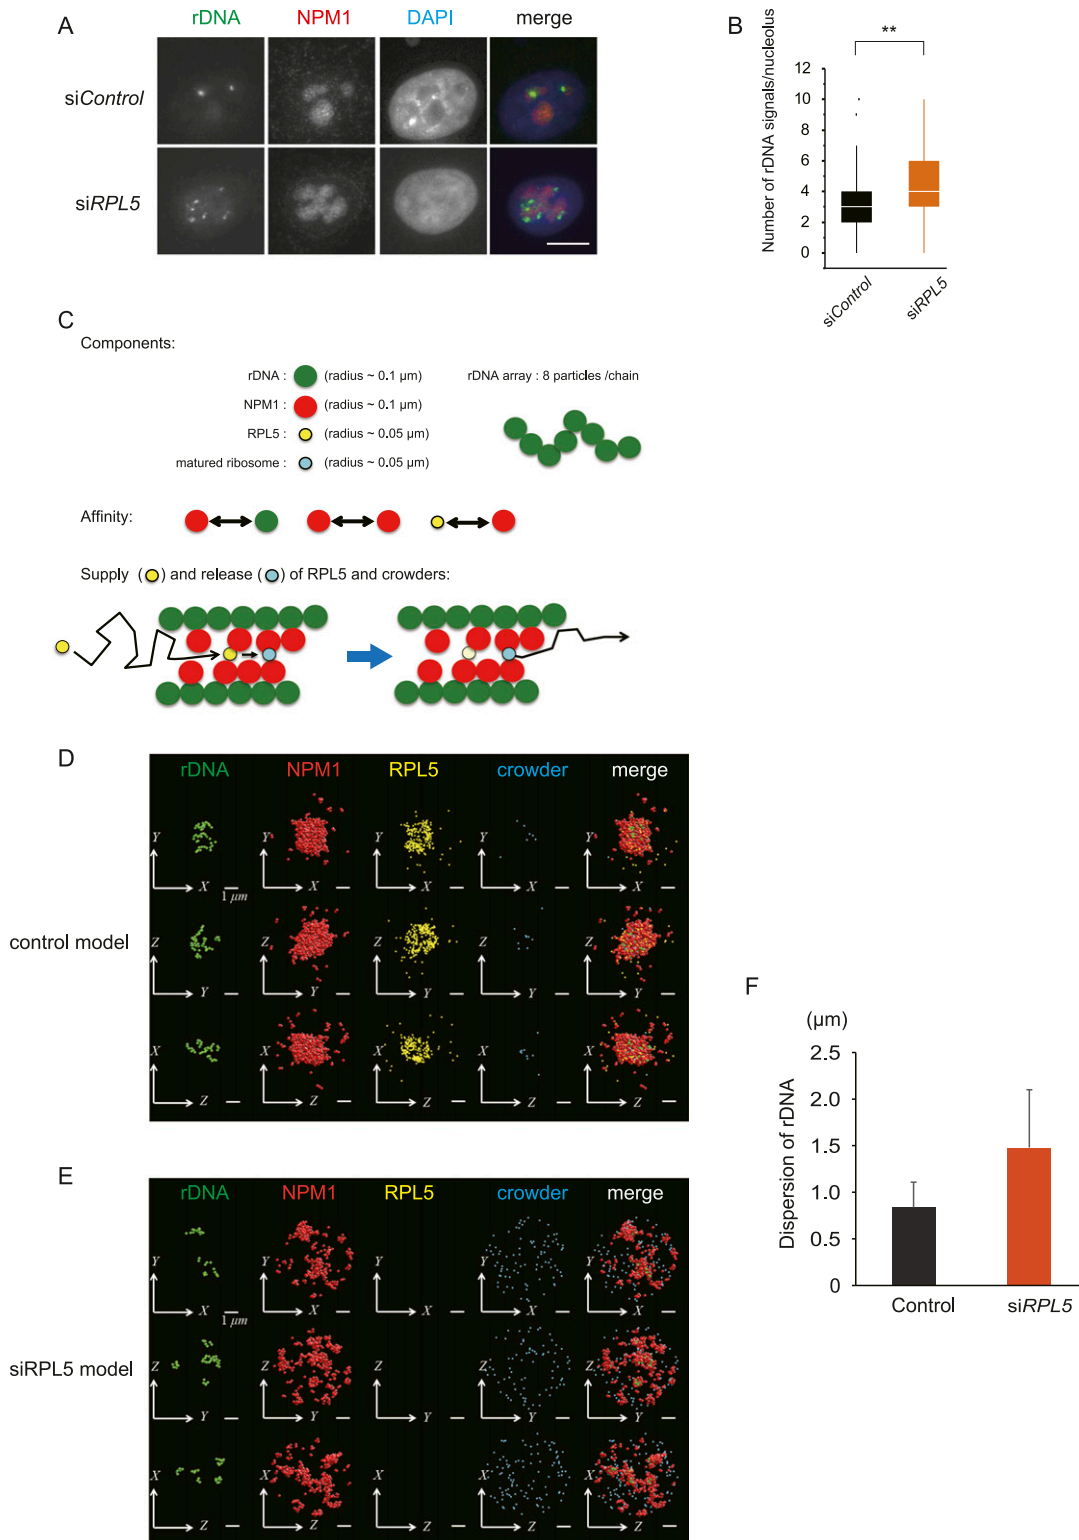 A
rDNA NPM1 DAPI merge
siControl
siRPL5
B
**
Number of rDNA signals/nucleolus
12
10
8
6
4
2
0
siControl siRPL5
C
Components:
rDNA : (radius ~ 0.1 µm) rDNA array : 8 particles /chain
NPM1 : (radius ~ 0.1 µm)
RPL5 : (radius ~ 0.05 µm)
matured ribosome : (radius ~ 0.05 µm)
Affinity:
Supply ( ) and release ( ) of RPL5 and crowders:
D
rDNA NPM1 RPL5 crowder merge
Y Y Y Y Y
X X X X X
1 µm
control model
Z Z Z Z Z
Y Y Y Y Y
X X X X X
Z Z Z Z Z
E
rDNA NPM1 RPL5 crowder merge
Y Y Y Y Y
X X X X X
1 µm
siRPL5 model
Z Z Z Z Z
Y Y Y Y Y
X X X X X
Z Z Z Z Z
F
(µm)
Dispersion of rDNA
2.5
2.0
1.5
1.0
0.5
0
Control siRPL5